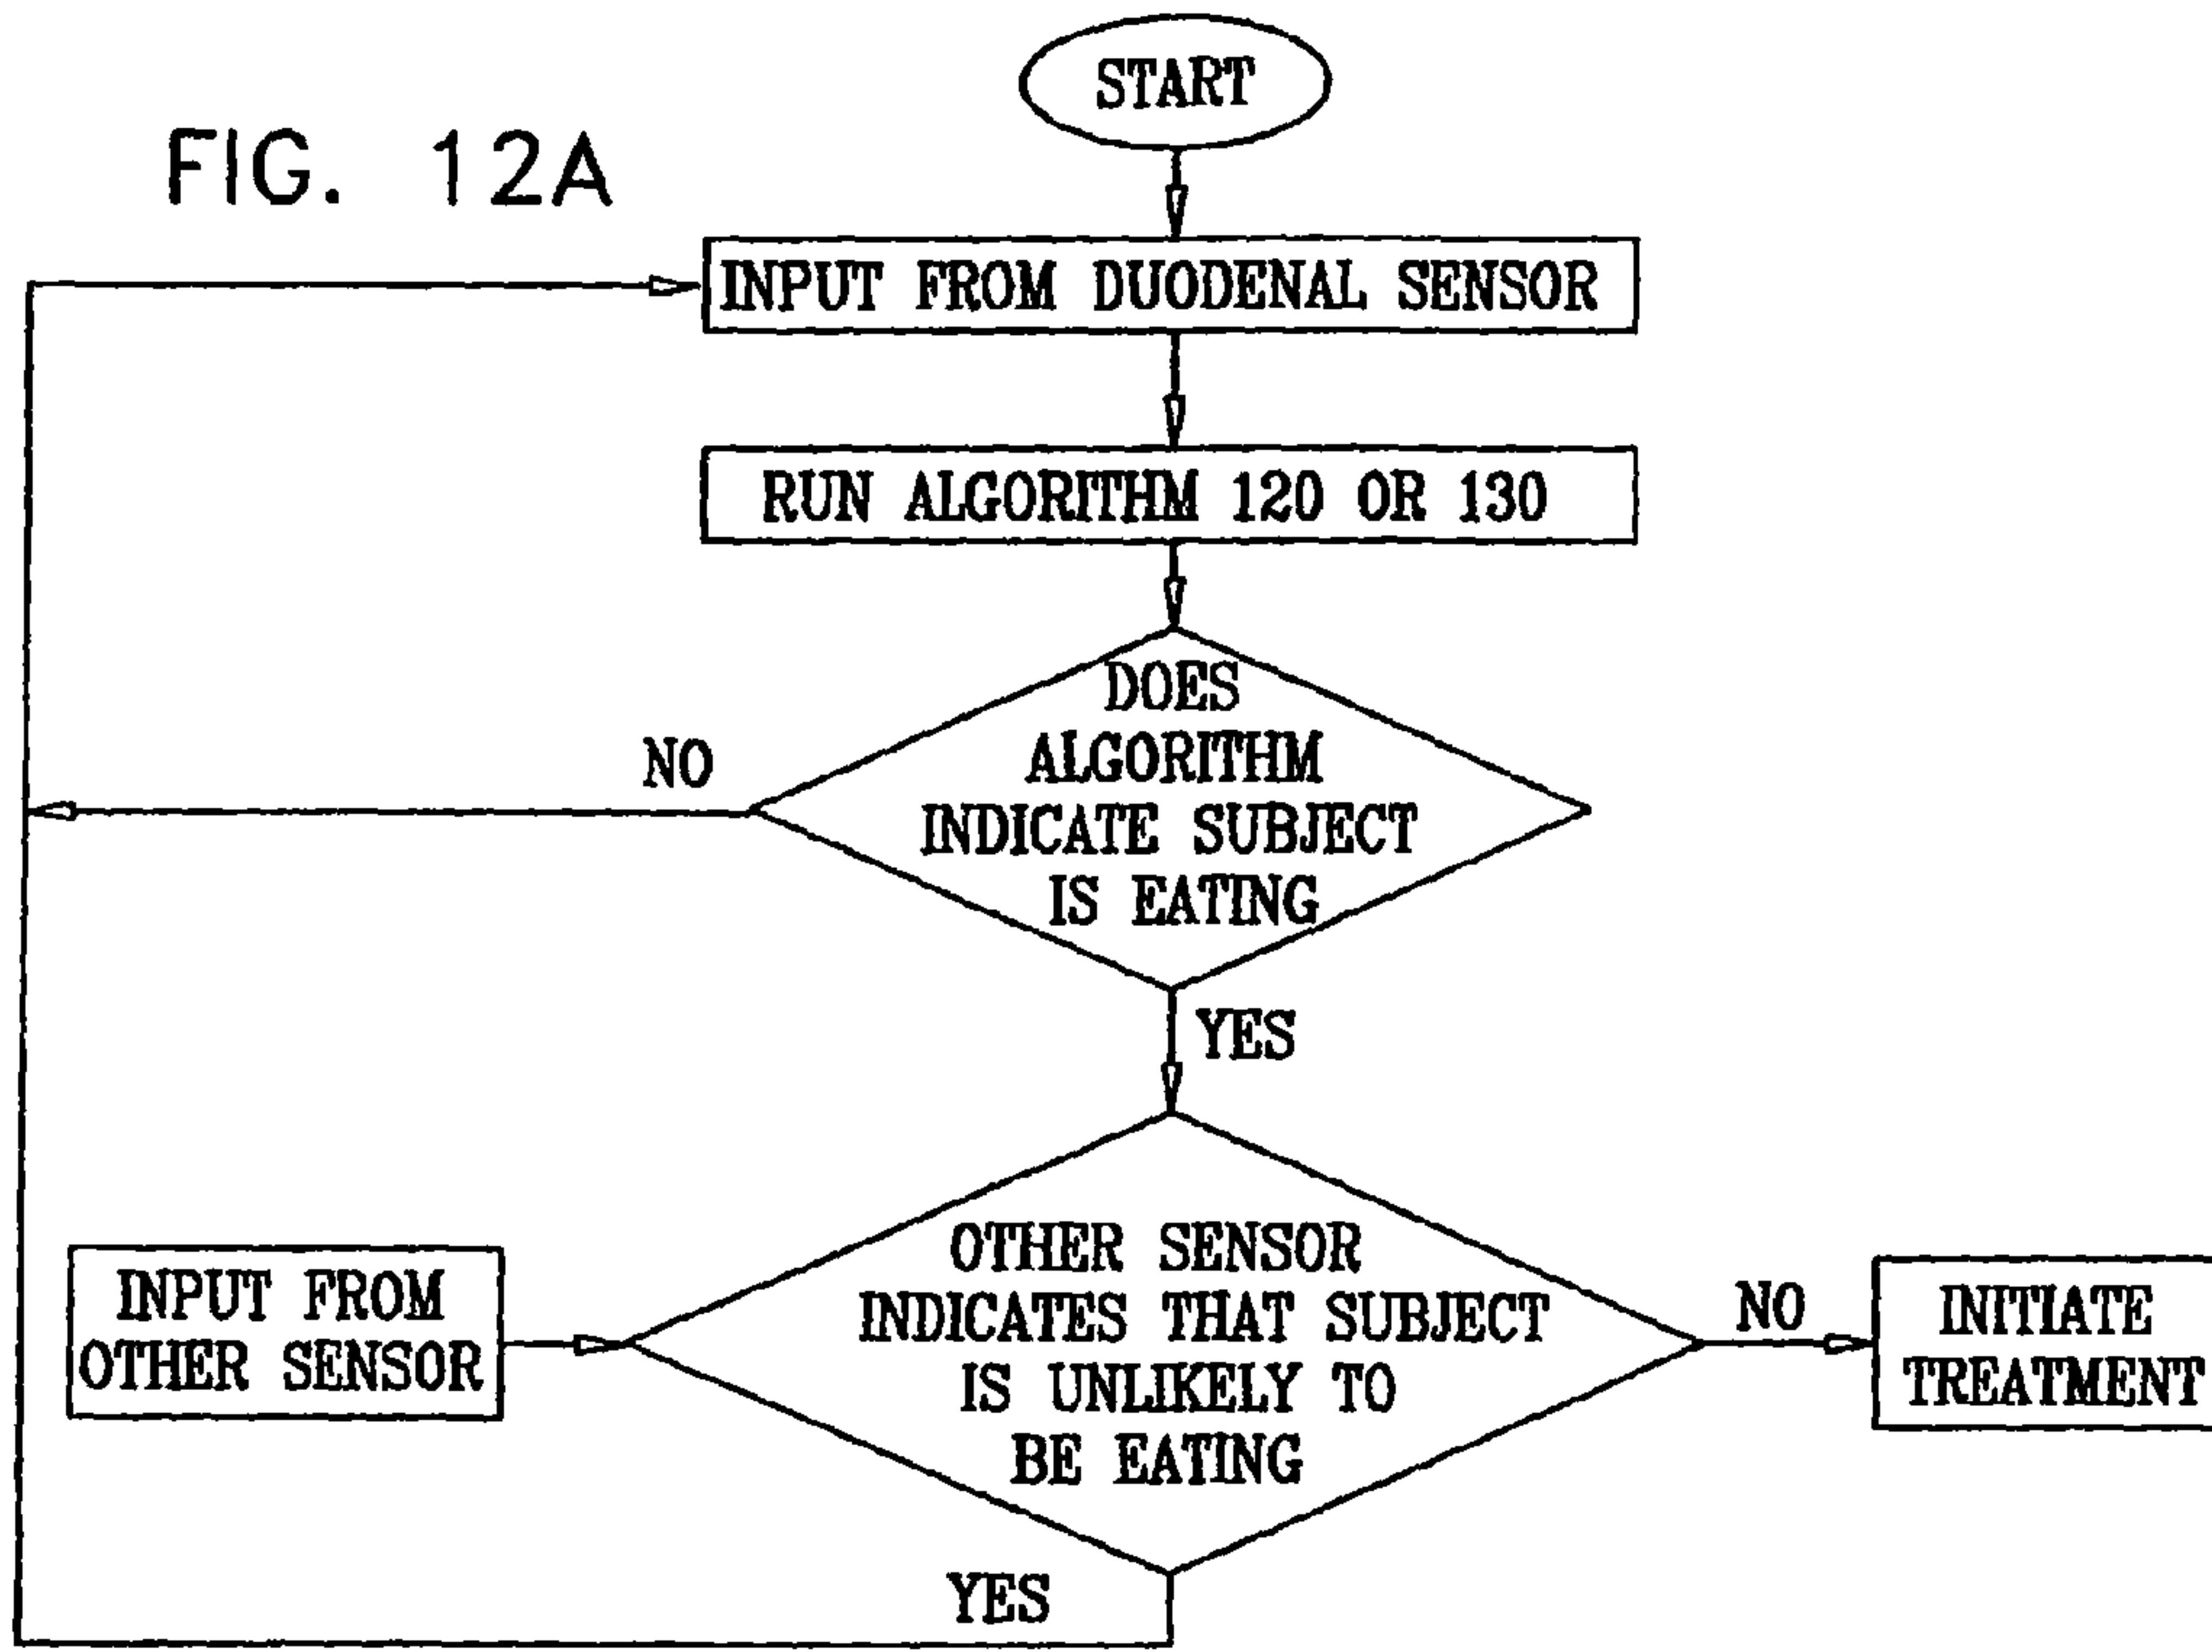 START
FIG. 12A
INPUT FROM DUODENAL SENSOR
RUN ALGORITHM 120 OR 130
DOES
ALGORITHM
INDICATE SUBJECT
IS EATING
NO
YES
OTHER SENSOR
INDICATES THAT SUBJECT
IS UNLIKELY TO
BE EATING
INPUT FROM
OTHER SENSOR
NO
INITIATE
TREATMENT
YES